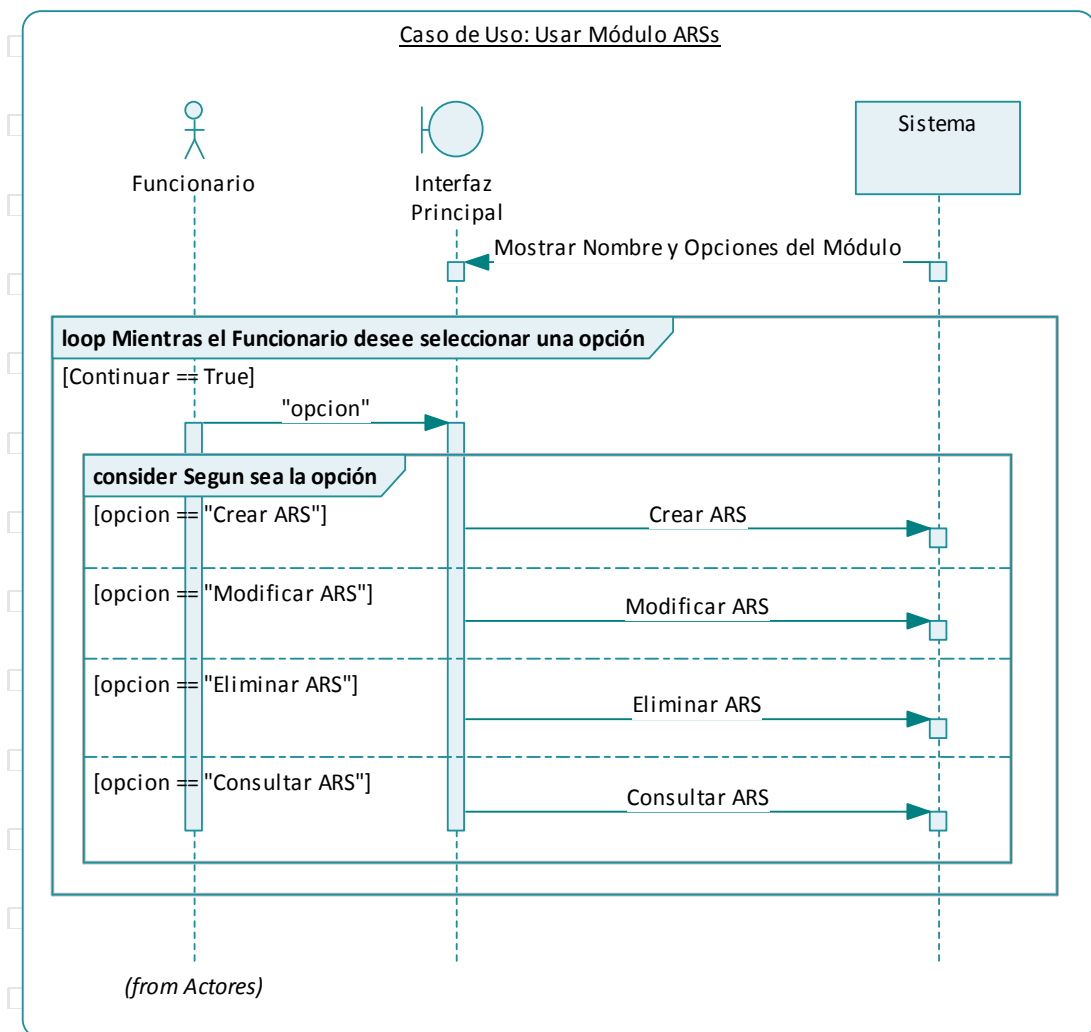 Caso de Uso: Usar Módulo ARSs
Funcionario
Interfaz
Principal
Sistema
Mostrar Nombre y Opciones del Módulo
loop Mientras el Funcionario desee seleccionar una opción
[Continuar == True]
"opcion"
consider Segun sea la opción
[opcion == "Crear ARS"]
Crear ARS
[opcion == "Modificar ARS"]
Modificar ARS
[opcion == "Eliminar ARS"]
Eliminar ARS
[opcion == "Consultar ARS"]
Consultar ARS
(from Actores)